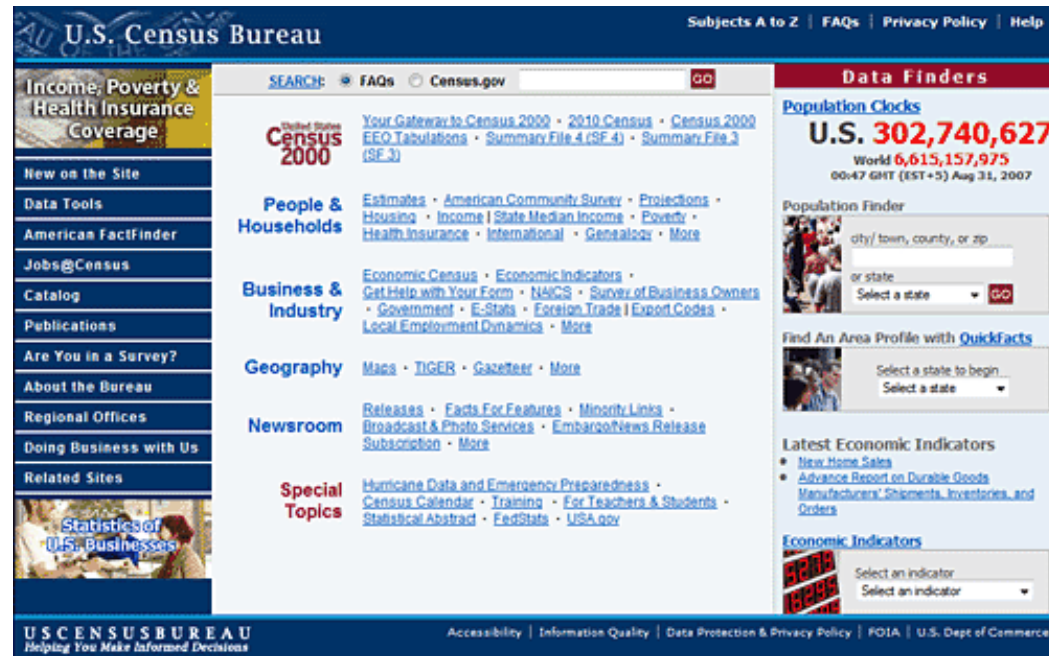 U.S. Census Bureau
Subjects A to Z | FAQs | Privacy Policy | Help
Income, Poverty &
Health Insurance
Coverage
New on the Site
Data Tools
American FactFinder
Jobs@Census
Catalog
Publications
Are You in a Survey?
About the Bureau
Regional Offices
Doing Business with Us
Related Sites
Statistics of
U.S. Businesses
SEARCH: FAQs Census.gov GO
United States
Census
2000
Your Gateway to Census 2000 · 2010 Census · Census 2000
EEO Tabulations · Summary File 4 (SF 4) · Summary File 3
(SF 3)
People &
Households
Estimates · American Community Survey · Projections ·
Housing · Income | State Median Income · Poverty ·
Health Insurance · International · Genealogy · More
Business &
Industry
Economic Census · Economic Indicators ·
Get Help with Your Form · NAICS · Survey of Business Owners
· Government · E-Stats · Foreign Trade | Export Codes ·
Local Employment Dynamics · More
Geography
Maps · TIGER · Gazetteer · More
Newsroom
Releases · Facts For Features · Minority Links ·
Broadcast & Photo Services · Embargo/News Release
Subscription · More
Special
Topics
Hurricane Data and Emergency Preparedness ·
Census Calendar · Training · For Teachers & Students ·
Statistical Abstract · FedStats · USA.gov
Data Finders
Population Clocks
U.S. 302,740,627
World 6,615,157,975
00:47 GMT (EST+5) Aug 31, 2007
Population Finder
city/ town, county, or zip
or state
Select a state GO
Find An Area Profile with QuickFacts
Select a state to begin
Select a state
Latest Economic Indicators
New Home Sales
Advance Report on Durable Goods
Manufacturers' Shipments, Inventories, and
Orders
Economic Indicators
Select an indicator
Select an indicator
USCENSUSBUREAU
Helping You Make Informed Decisions
Accessibility | Information Quality | Data Protection & Privacy Policy | FOIA | U.S. Dept of Commerce